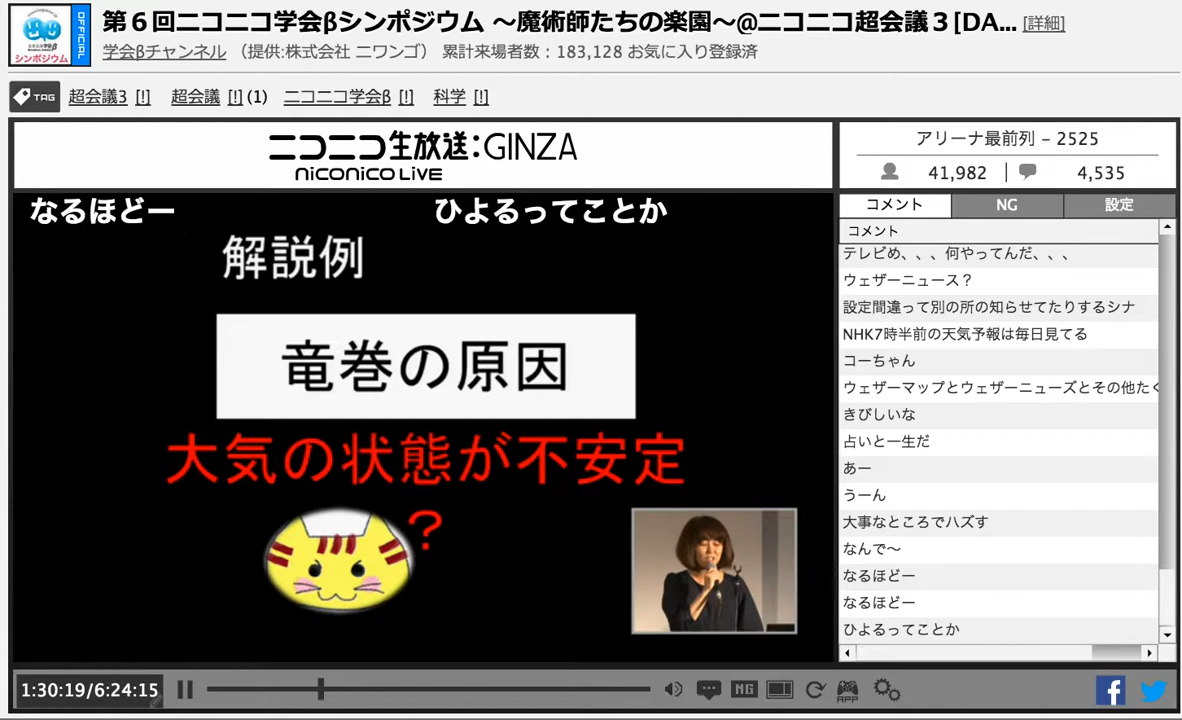 第６回ニコニコ学会βシンポジウム ～魔術師たちの楽園～@ニコニコ超会議３[DA... [詳細]
OFFICIAL
シンポジウム
学会βチャンネル （提供:株式会社 ニワンゴ） 累計来場者数：183,128 お気に入り登録済
TAG 超会議3 [!] 超会議 [!] (1) ニコニコ学会β [!] 科学 [!]
ニコニコ生放送:GINZA
niconico Live
アリーナ最前列 – 2525
41,982 | 4,535
コメント NG 設定
コメント
なるほどー ひよるってことか
解説例
竜巻の原因
大気の状態が不安定
？
テレビめ、、、何やってんだ、、、
ウェザーニュース？
設定間違って別の所の知らせてたりするシナ
NHK7時半前の天気予報は毎日見てる
コーちゃん
ウェザーマップとウェザーニューズとその他たく
きびしいな
占いと一生だ
あー
うーん
大事なところでハズす
なんで～
なるほどー
なるほどー
ひよるってことか
1:30:19/6:24:15
NG
APP